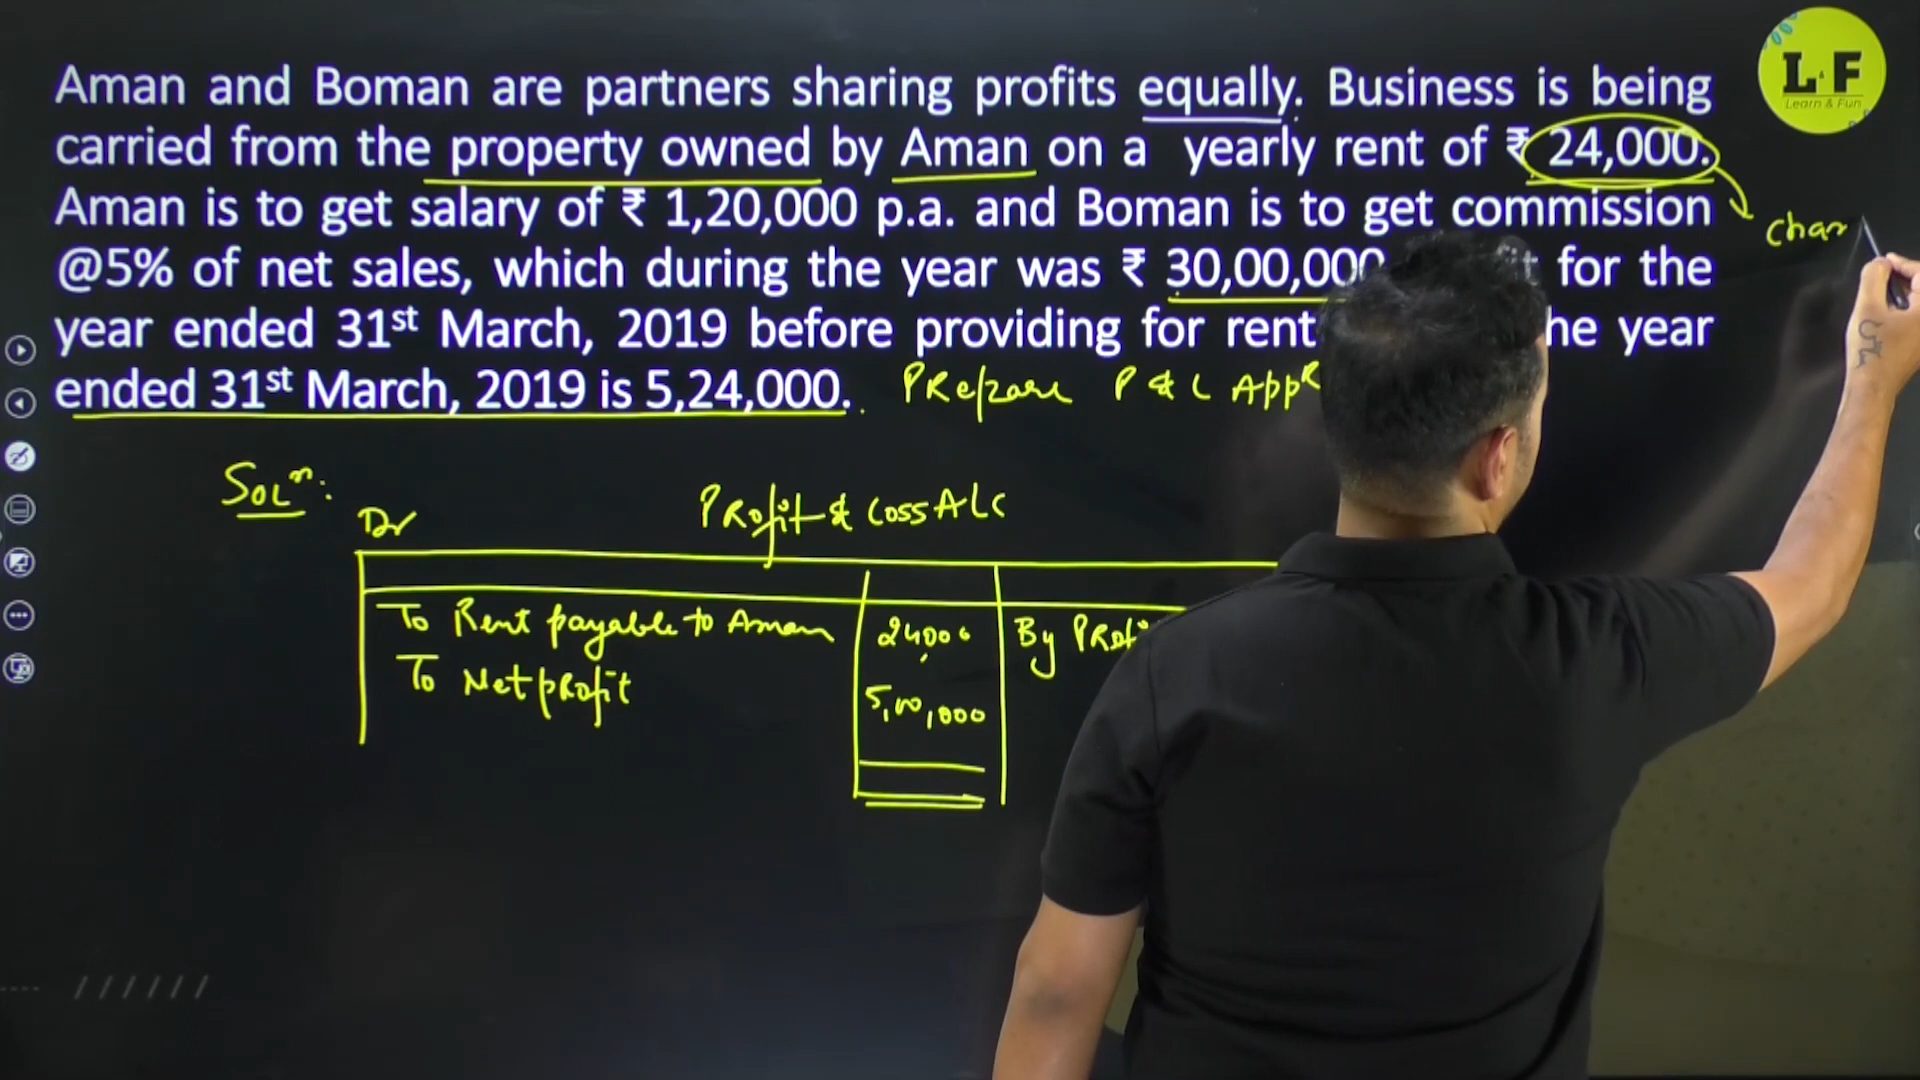 Aman and Boman are partners sharing profits equally. Business is being
carried from the property owned by Aman on a yearly rent of ₹ 24,000.
Aman is to get salary of ₹ 1,20,000 p.a. and Boman is to get commission
@5% of net sales, which during the year was ₹ 30,00,000 for the
year ended 31st March, 2019 before providing for rent he year
ended 31st March, 2019 is 5,24,000. Prepare P & L App
L&F
Learn & Fun
Char
Solⁿ:
Dr Profit & Loss A/c
To Rent payable to Aman 24,000 By Prof
To Net profit 5,00,000